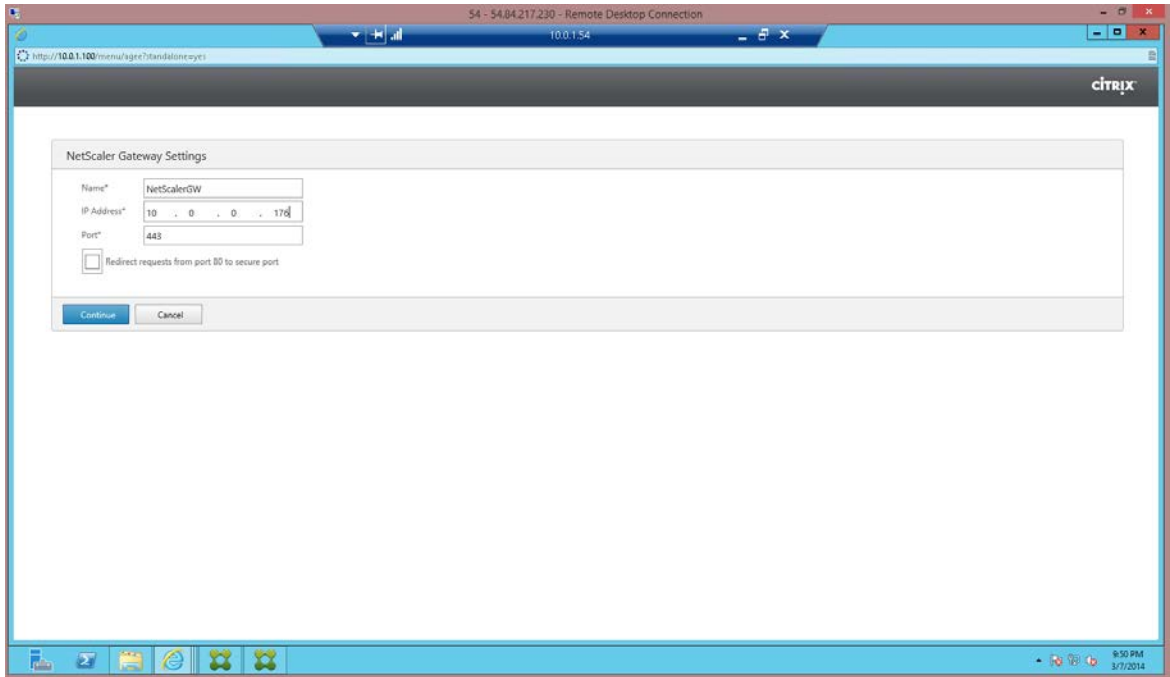 54 - 54.84.217.230 - Remote Desktop Connection
10.0.1.54
http://10.0.1.100/menu/agee?standalone=yes
CITRIX
NetScaler Gateway Settings
Name* NetScalerGW
IP Address* 10 . 0 . 0 . 176
Port* 443
Redirect requests from port 80 to secure port
Continue Cancel
9:50 PM
3/7/2014